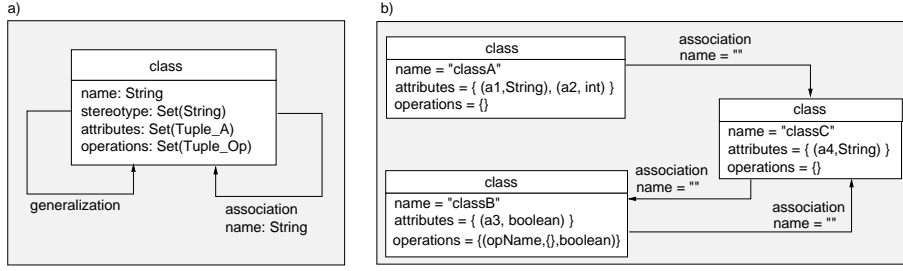 a)
class
name: String
stereotype: Set(String)
attributes: Set(Tuple_A)
operations: Set(Tuple_Op)
generalization
association
name: String
b)
class
name = "classA"
attributes = { (a1,String), (a2, int) }
operations = {}
association
name = ""
class
name = "classC"
attributes = { (a4,String) }
operations = {}
association
name = ""
class
name = "classB"
attributes = { (a3, boolean) }
operations = {(opName,{},boolean)}
association
name = ""